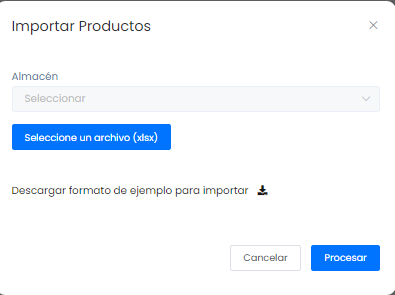 Importar Productos
Almacén
Seleccionar
Seleccione un archivo (xlsx)
Descargar formato de ejemplo para importar
Cancelar
Procesar